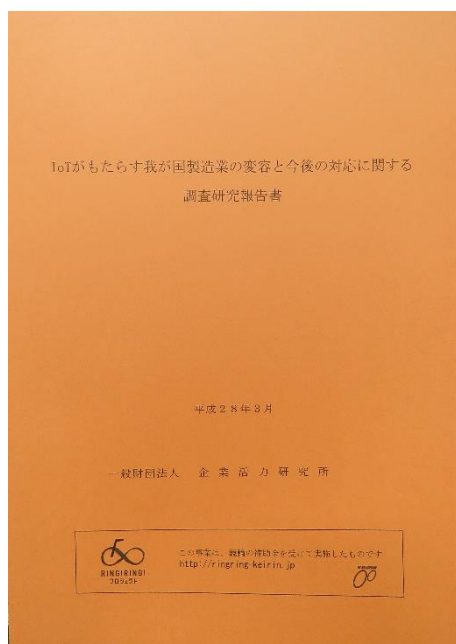 IoTがもたらす我が国製造業の変容と今後の対応に関する
調査研究報告書
平成28年3月
一般財団法人 企業活力研究所
RINGIRING!
プロジェクト
この事業は、競輪の補助金を受けて実施したものです
http://ringring-keirin.jp